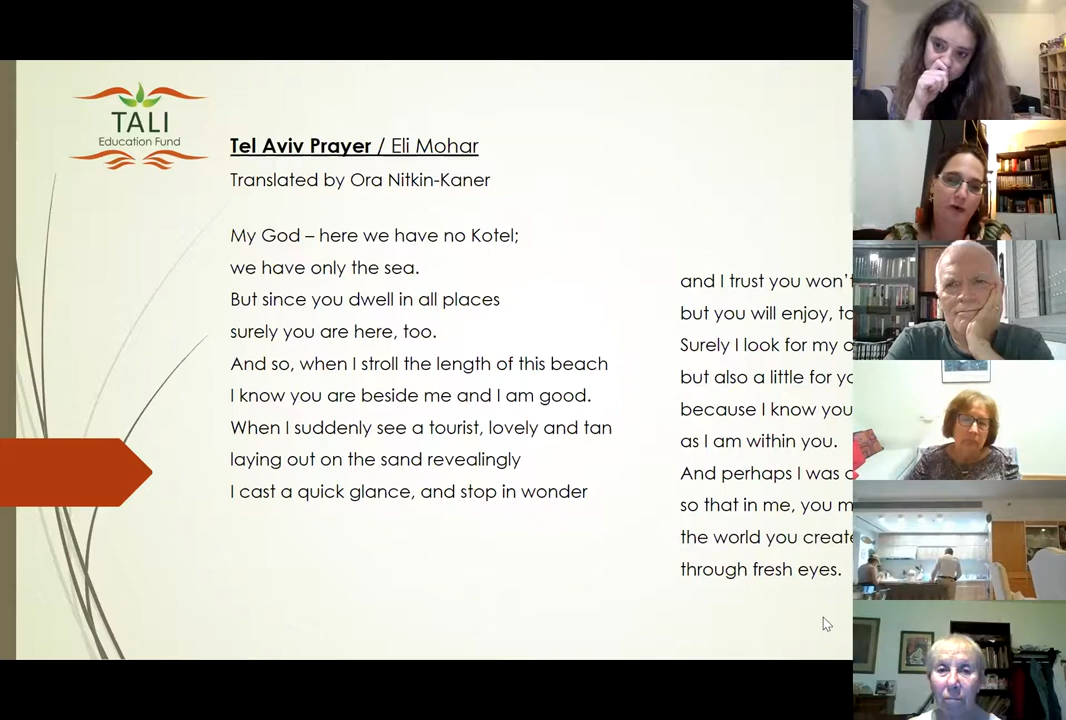 TALI
Education Fund
Tel Aviv Prayer / Eli Mohar
Translated by Ora Nitkin-Kaner
My God – here we have no Kotel;
we have only the sea.
But since you dwell in all places
surely you are here, too.
And so, when I stroll the length of this beach
I know you are beside me and I am good.
When I suddenly see a tourist, lovely and tan
laying out on the sand revealingly
I cast a quick glance, and stop in wonder
and I trust you won't
but you will enjoy,
Surely I look for my
but also a little for
because I know you
as I am within you.
And perhaps I was
so that in me, you
the world you
through fresh eyes.